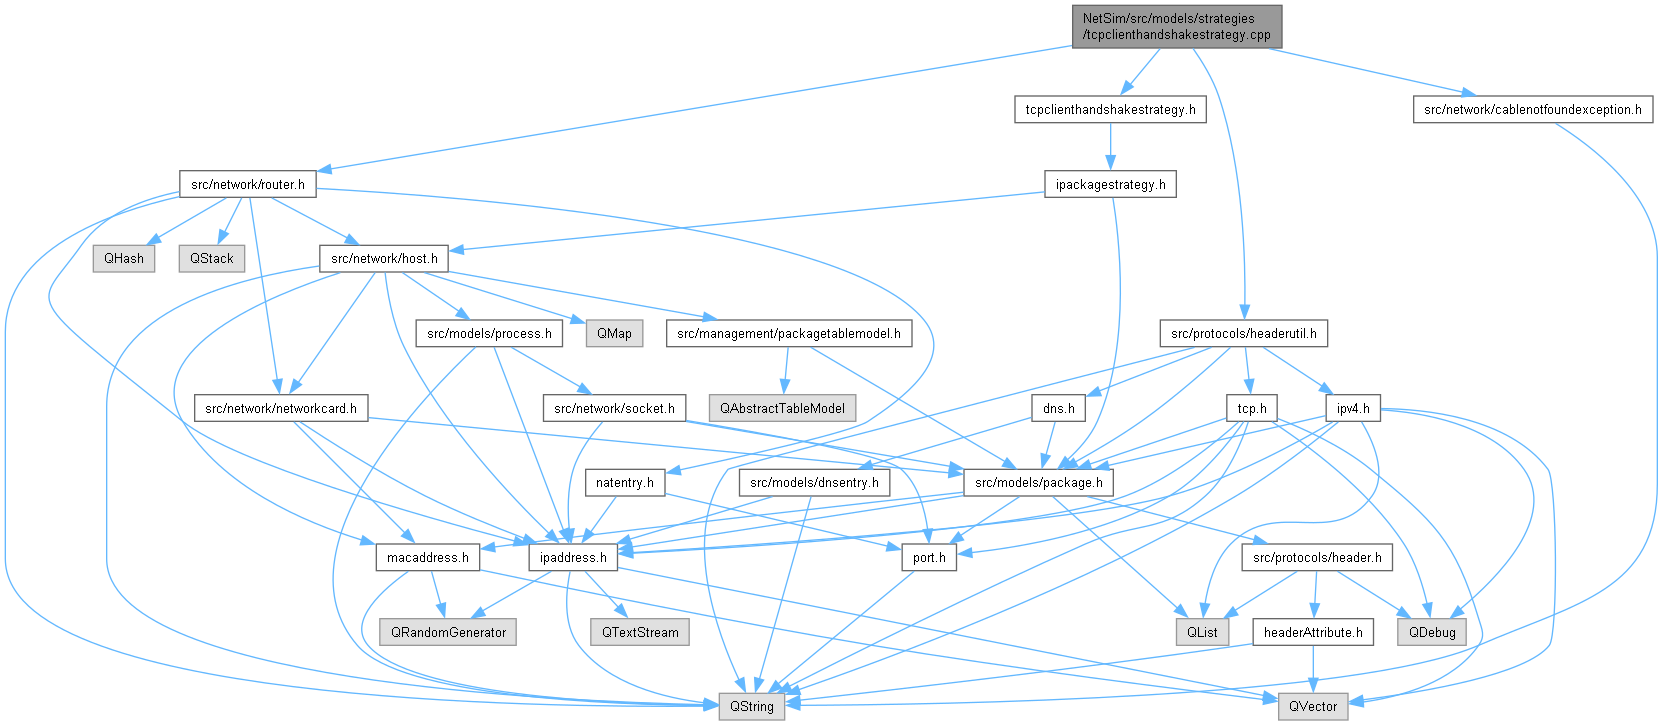 NetSim/src/models/strategies
/tcpclienthandshakestrategy.cpp
tcpclienthandshakestrategy.h
src/network/cablenotfoundexception.h
src/network/router.h
ipackagestrategy.h
QHash
QStack
src/network/host.h
src/models/process.h
QMap
src/management/packagetablemodel.h
src/protocols/headerutil.h
src/network/networkcard.h
src/network/socket.h
QAbstractTableModel
dns.h
tcp.h
ipv4.h
natentry.h
src/models/dnsentry.h
src/models/package.h
macaddress.h
ipaddress.h
port.h
src/protocols/header.h
QRandomGenerator
QTextStream
QList
headerAttribute.h
QDebug
QString
QVector